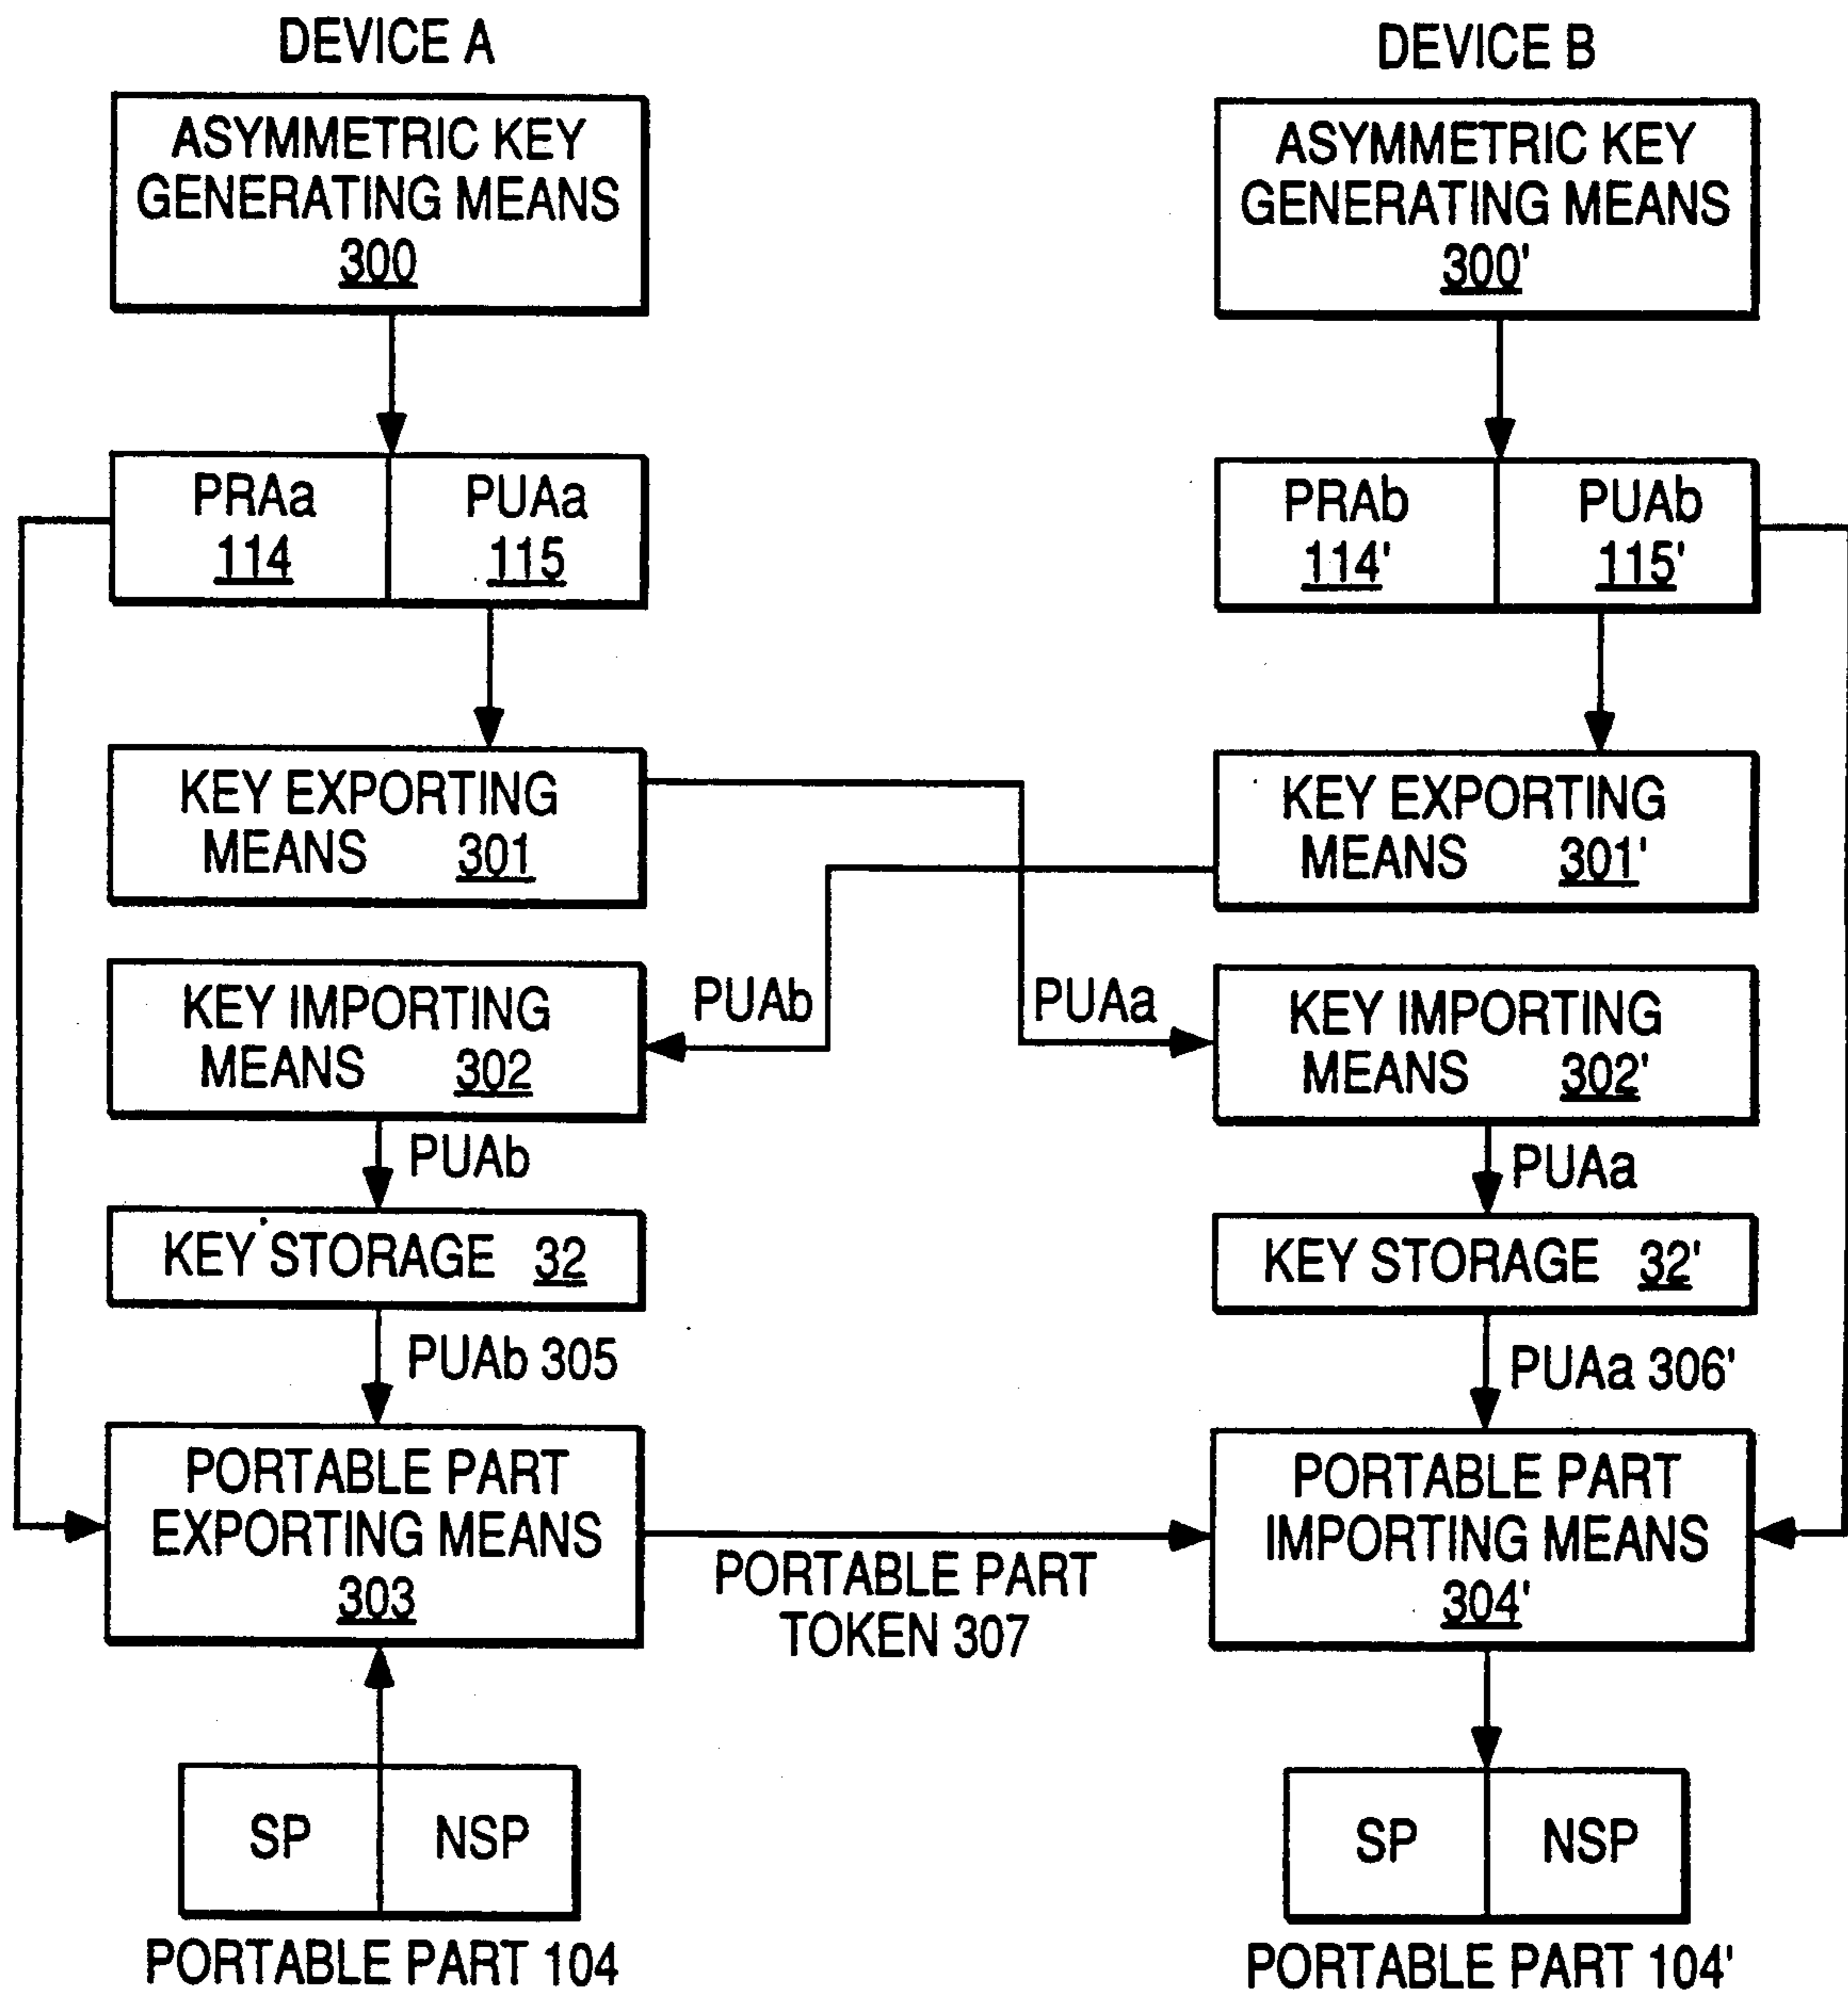 DEVICE A
ASYMMETRIC KEY
GENERATING MEANS
300
PRAa
114
PUAa
115
KEY EXPORTING
MEANS 301
KEY IMPORTING
MEANS 302
PUAb
KEY STORAGE 32
PUAb 305
PORTABLE PART
EXPORTING MEANS
303
SP
NSP
PORTABLE PART 104
PUAb
PUAa
PORTABLE PART
TOKEN 307
DEVICE B
ASYMMETRIC KEY
GENERATING MEANS
300'
PRAb
114'
PUAb
115'
KEY EXPORTING
MEANS 301'
KEY IMPORTING
MEANS 302'
PUAa
KEY STORAGE 32'
PUAa 306'
PORTABLE PART
IMPORTING MEANS
304'
SP
NSP
PORTABLE PART 104'